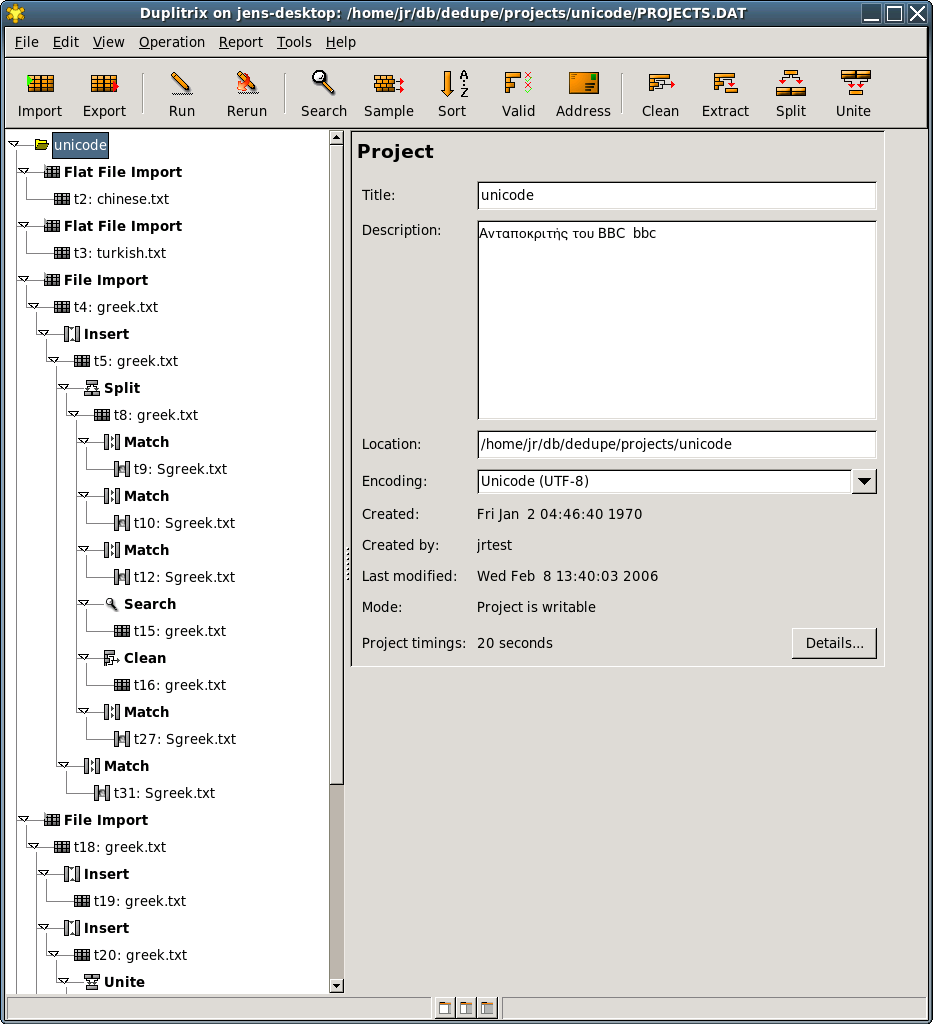 Duplitrix on jens-desktop: /home/jr/db/dedupe/projects/unicode/PROJECTS.DAT
File Edit View Operation Report Tools Help
Import Export Run Rerun Search Sample Sort Valid Address Clean Extract Split Unite
unicode
Flat File Import
t2: chinese.txt
Flat File Import
t3: turkish.txt
File Import
t4: greek.txt
Insert
t5: greek.txt
Split
t8: greek.txt
Match
t9: Sgreek.txt
Match
t10: Sgreek.txt
Match
t12: Sgreek.txt
Search
t15: greek.txt
Clean
t16: greek.txt
Match
t27: Sgreek.txt
Match
t31: Sgreek.txt
File Import
t18: greek.txt
Insert
t19: greek.txt
Insert
t20: greek.txt
Unite
Project
Title: unicode
Description: Ανταποκριτής του BBC  bbc
Location: /home/jr/db/dedupe/projects/unicode
Encoding: Unicode (UTF-8)
Created: Fri Jan  2 04:46:40 1970
Created by: jrtest
Last modified: Wed Feb  8 13:40:03 2006
Mode: Project is writable
Project timings: 20 seconds Details...